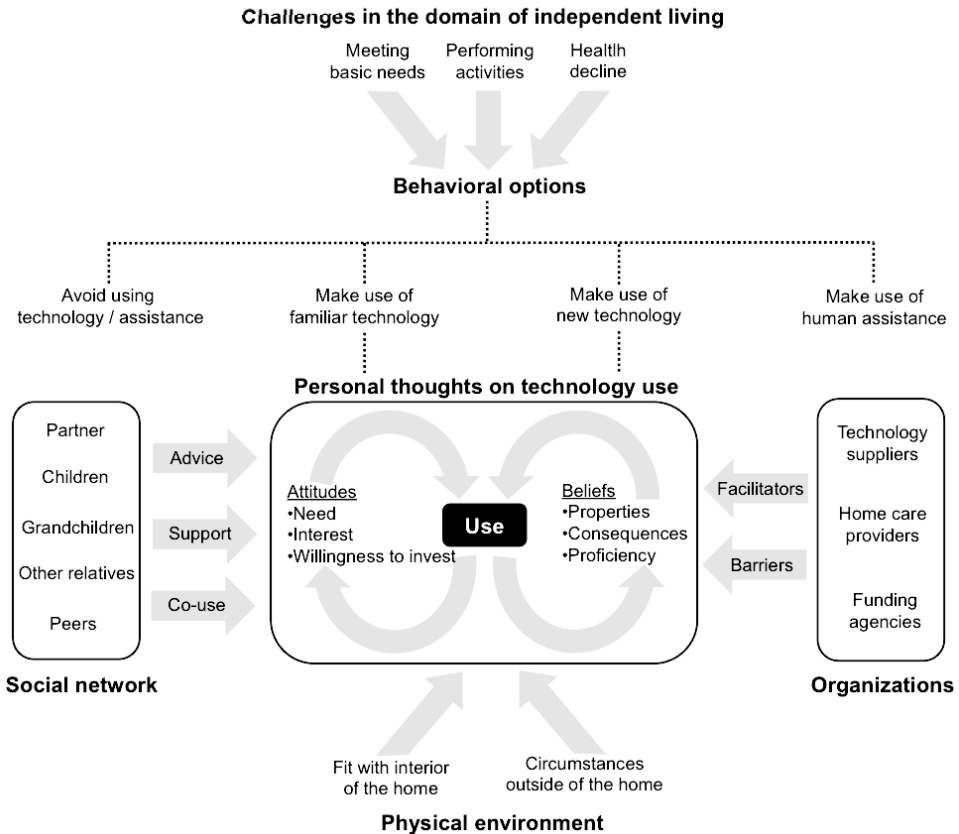 Challenges in the domain of independent living
Meeting
basic needs
Performing
activities
Health
decline
Behavioral options
Avoid using
technology / assistance
Make use of
familiar technology
Make use of
new technology
Make use of
human assistance
Personal thoughts on technology use
Partner
Children
Grandchildren
Other relatives
Peers
Social network
Advice
Support
Co-use
Attitudes
•Need
•Interest
•Willingness to invest
Use
Beliefs
•Properties
•Consequences
•Proficiency
Facilitators
Barriers
Technology
suppliers
Home care
providers
Funding
agencies
Organizations
Fit with interior
of the home
Circumstances
outside of the home
Physical environment